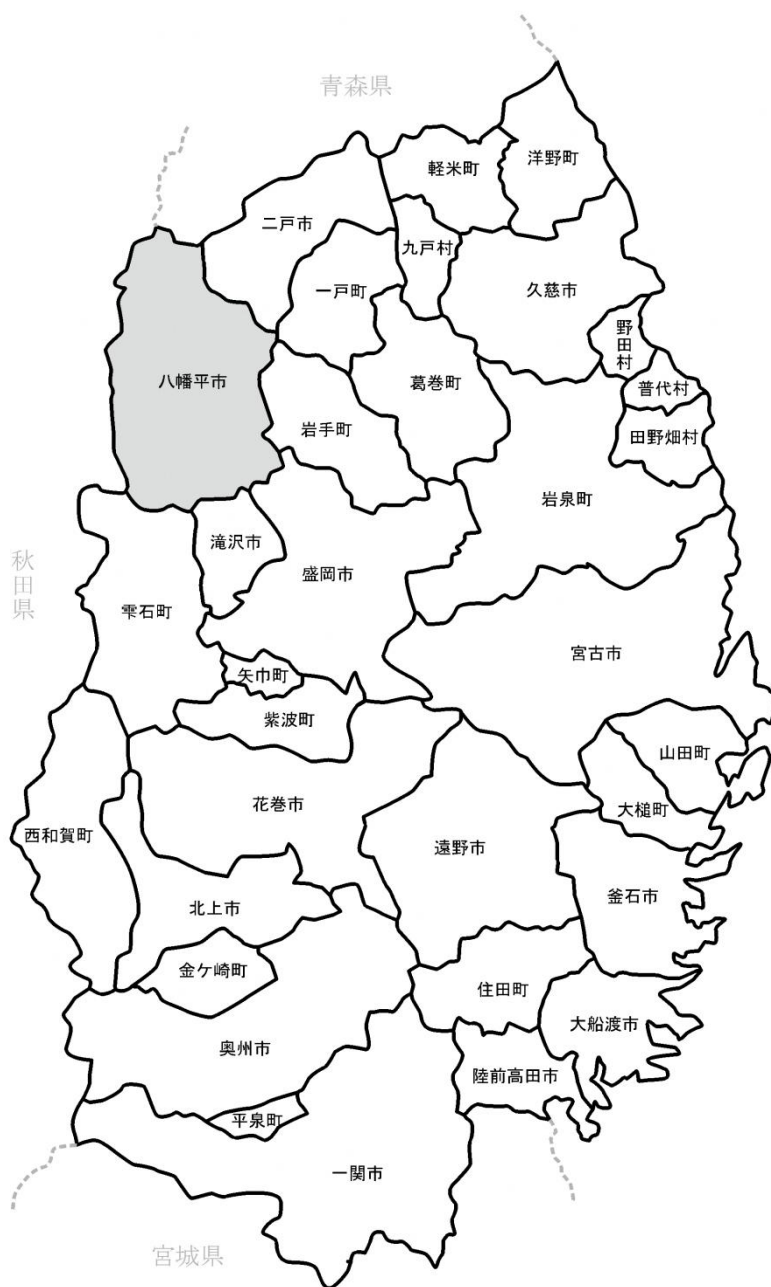 青森県
洋野町
軽米町
二戸市
九戸村
一戸町
久慈市
野田村
八幡平市
葛巻町
普代村
岩手町
田野畑村
岩泉町
滝沢市
盛岡市
秋田県
雫石町
宮古市
矢巾町
紫波町
山田町
花巻市
大槌町
西和賀町
遠野市
釜石市
北上市
金ケ崎町
住田町
大船渡市
奥州市
陸前高田市
平泉町
一関市
宮城県